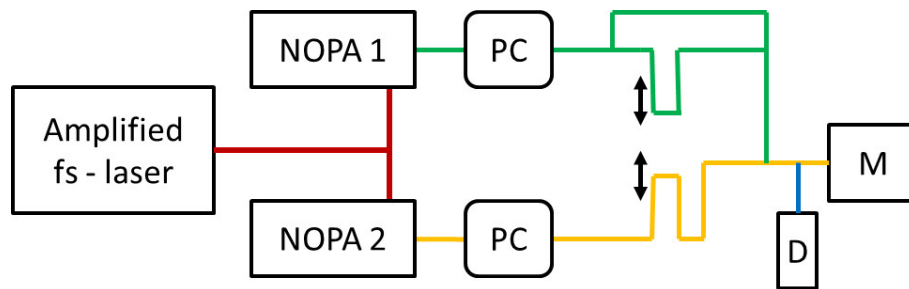 NOPA 1
PC
Amplified
fs - laser
M
NOPA 2
PC
D